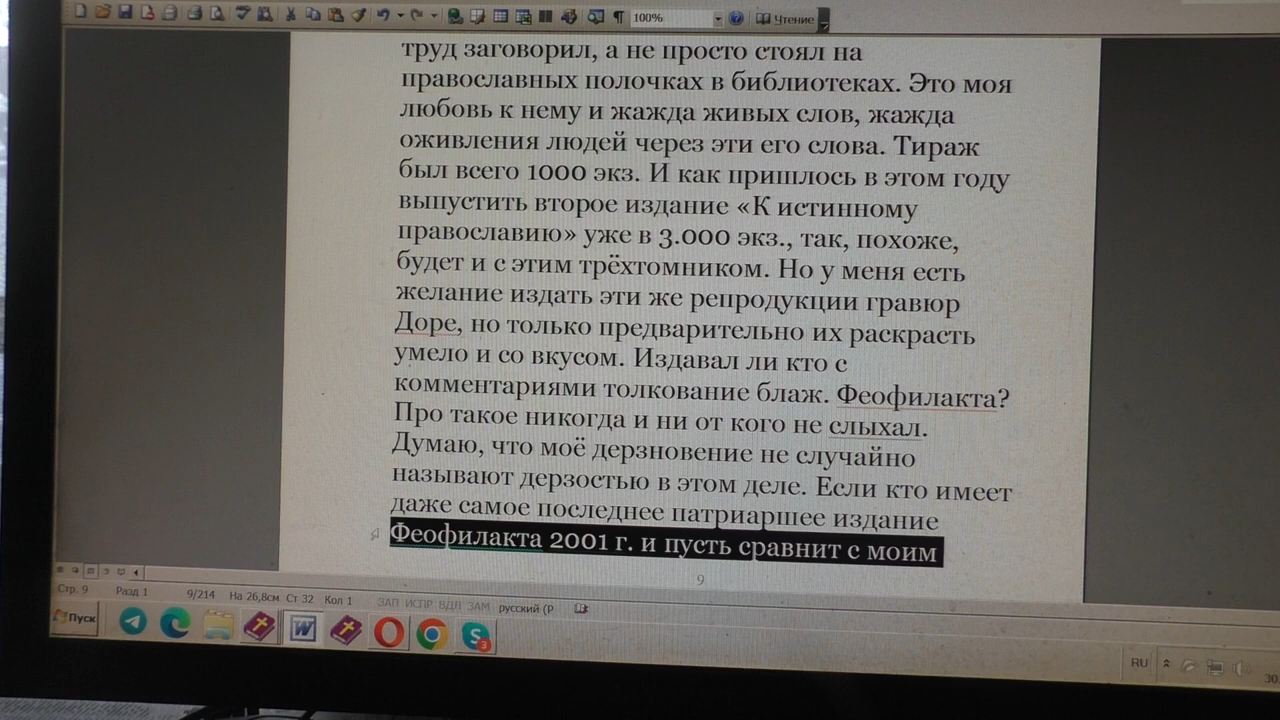 100%
Чтение
труд заговорил, а не просто стоял на
православных полочках в библиотеках. Это моя
любовь к нему и жажда живых слов, жажда
оживления людей через эти его слова. Тираж
был всего 1000 экз. И как пришлось в этом году
выпустить второе издание «К истинному
православию» уже в 3.000 экз., так, похоже,
будет и с этим трёхтомником. Но у меня есть
желание издать эти же репродукции гравюр
Доре, но только предварительно их раскрасть
умело и со вкусом. Издавал ли кто с
комментариями толкование блаж. Феофилакта?
Про такое никогда и ни от кого не слыхал.
Думаю, что моё дерзновение не случайно
называют дерзостью в этом деле. Если кто имеет
даже самое последнее патриаршее издание
Феофилакта 2001 г. и пусть сравнит с моим
9
Стр. 9 Разд 1 9/214 На 26,8см Ст 32 Кол 1 ЗАП ИСПР ВДЛ ЗАМ русский (Р
Пуск
RU
30.